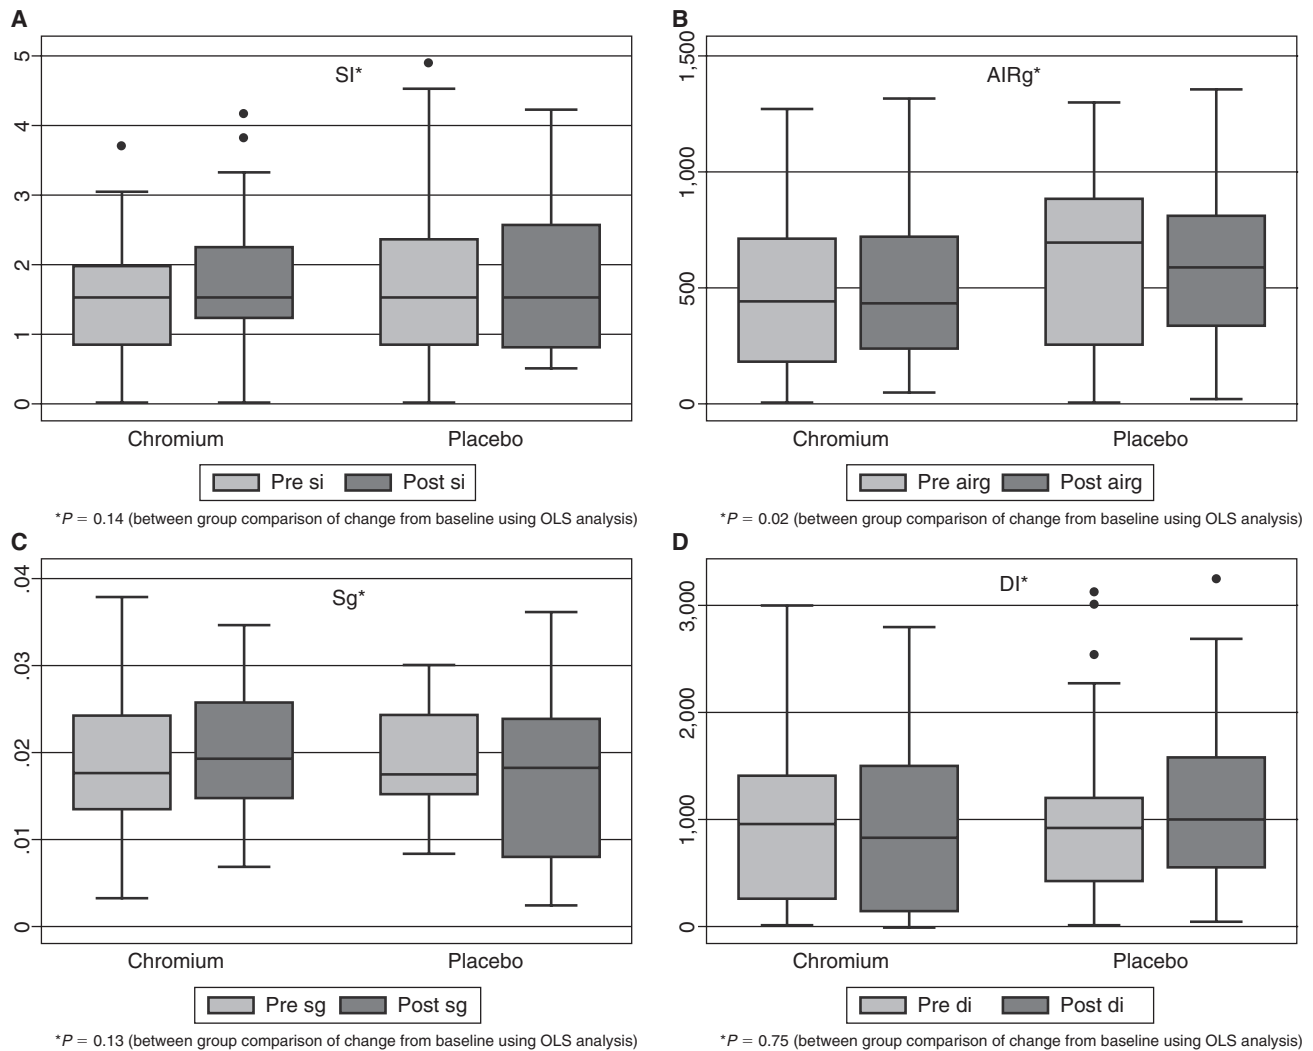 A
SI*
5
4
3
2
1
0
Chromium
Placebo
Pre si
Post si
*P = 0.14 (between group comparison of change from baseline using OLS analysis)
B
AIRg*
1,500
1,000
500
0
Chromium
Placebo
Pre airg
Post airg
*P = 0.02 (between group comparison of change from baseline using OLS analysis)
C
Sg*
.04
.03
.02
.01
0
Chromium
Placebo
Pre sg
Post sg
*P = 0.13 (between group comparison of change from baseline using OLS analysis)
D
DI*
3,000
2,000
1,000
0
Chromium
Placebo
Pre di
Post di
*P = 0.75 (between group comparison of change from baseline using OLS analysis)